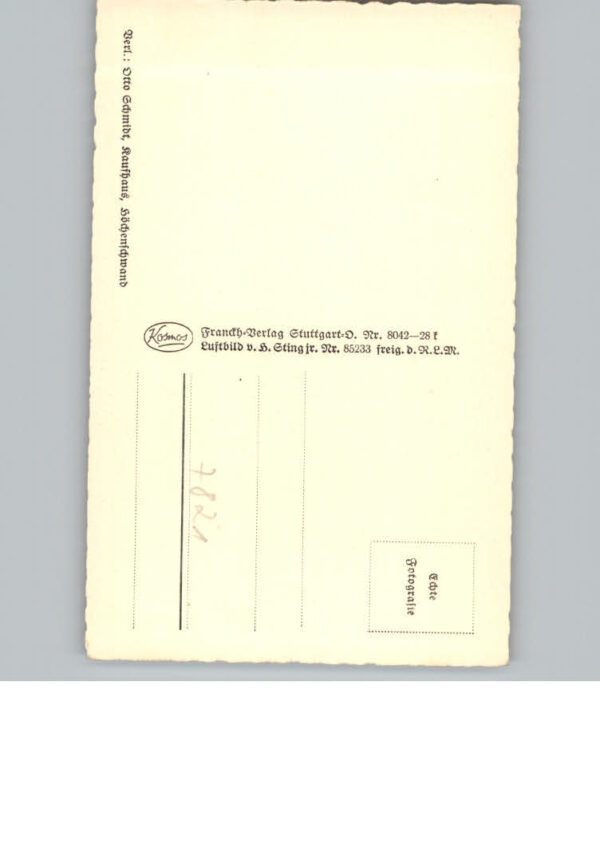 Verl.: Otto Schmidt, Kaufhaus, Höchenschwand
Kosmos
Franckh-Verlag Stuttgart-O. Nr. 8042—28 k
Luftbild v. H. Sting jr. Nr. 85233 freig. d. R.L.M.
7821
Echte
Fotografie